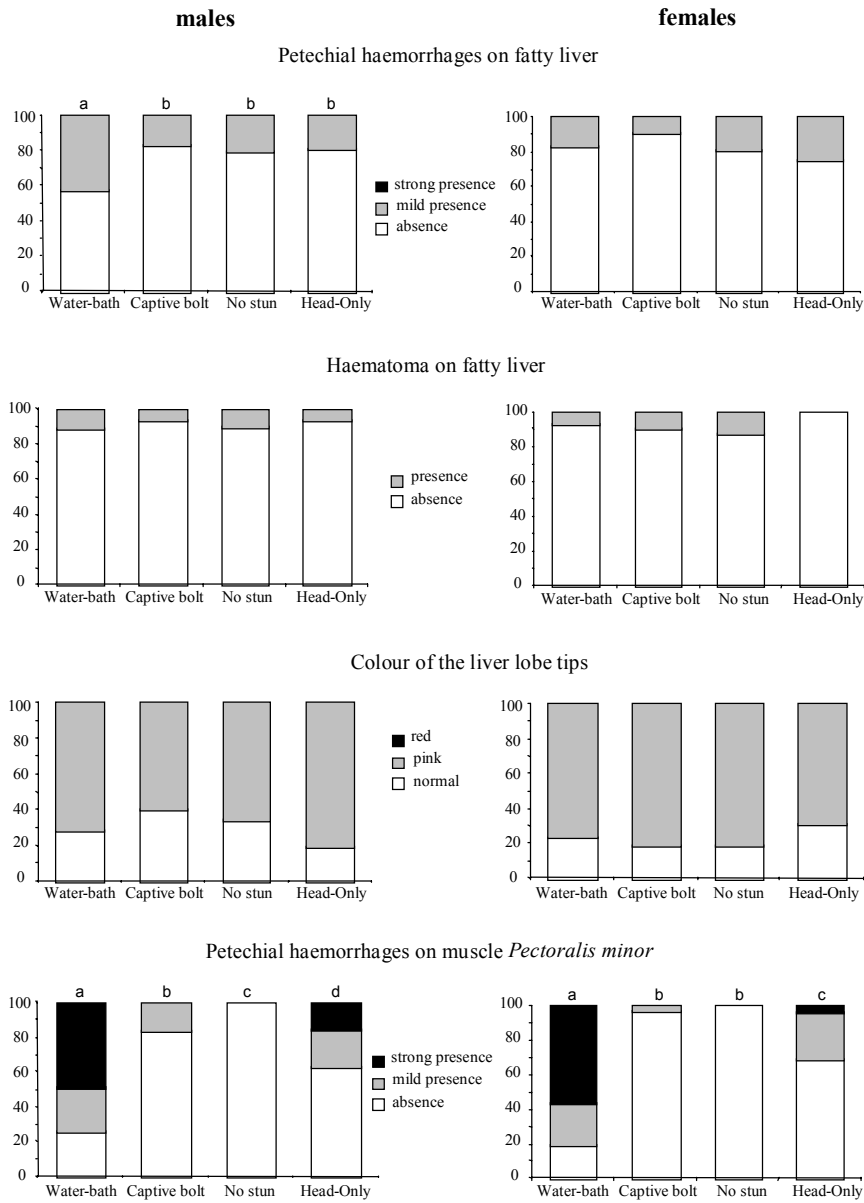 males females
Petechial haemorrhages on fatty liver
a b b b
100 100
80 80
60 60
40 40
20 20
0 0
strong presence
mild presence
absence
Water-bath Captive bolt No stun Head-Only Water-bath Captive bolt No stun Head-Only
Haematoma on fatty liver
100 100
80 80
60 60
40 40
20 20
0 0
presence
absence
Water-bath Captive bolt No stun Head-Only Water-bath Captive bolt No stun Head-Only
Colour of the liver lobe tips
100 100
80 80
60 60
40 40
20 20
0 0
red
pink
normal
Water-bath Captive bolt No stun Head-Only Water-bath Captive bolt No stun Head-Only
Petechial haemorrhages on muscle Pectoralis minor
a b c d a b b c
100 100
80 80
60 60
40 40
20 20
0 0
strong presence
mild presence
absence
Water-bath Captive bolt No stun Head-Only Water-bath Captive bolt No stun Head-Only